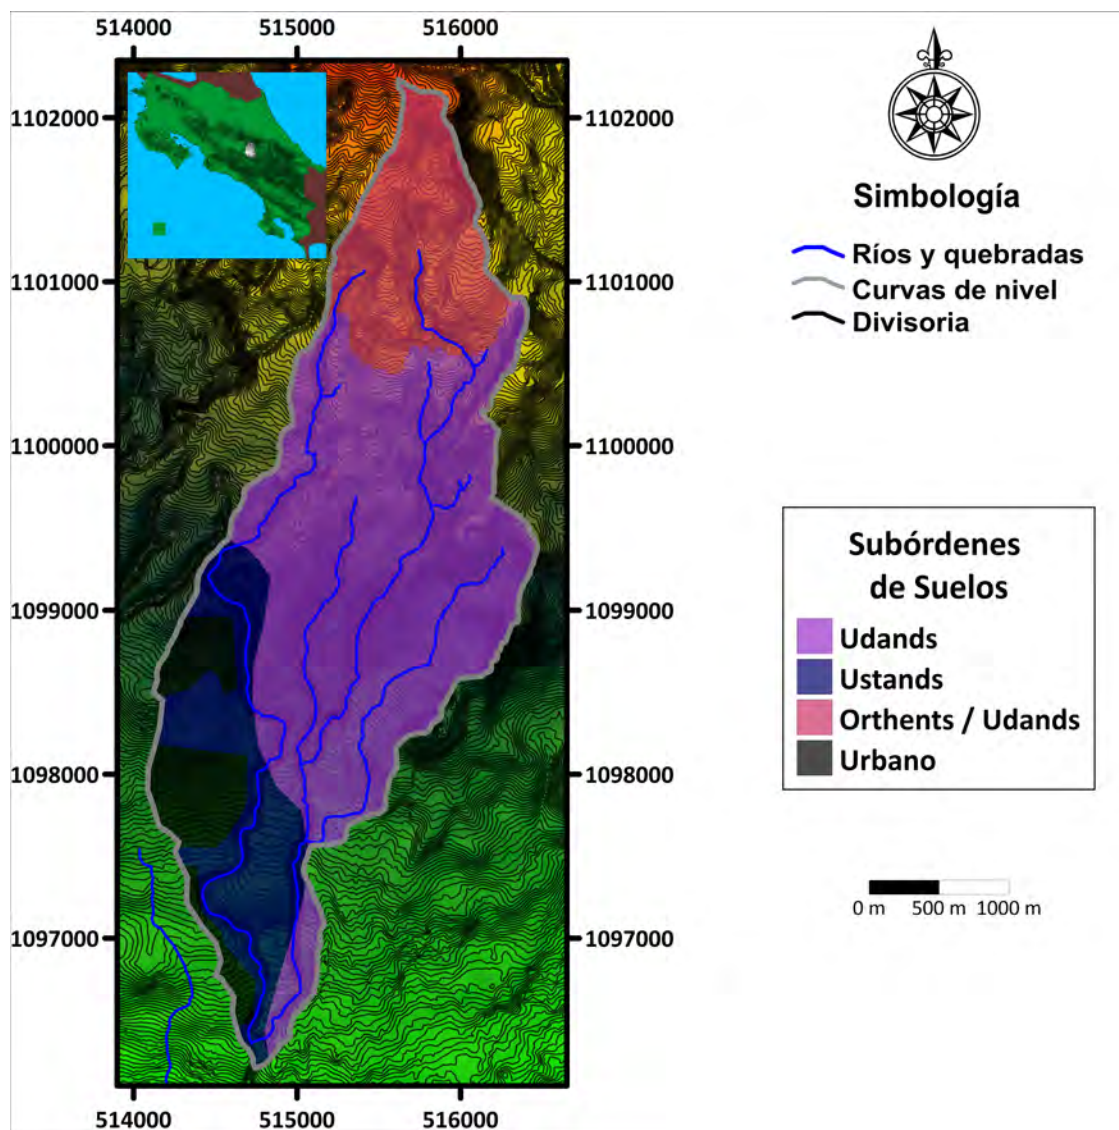 514000 515000 516000
1102000 1102000
1101000 1101000
1100000 1100000
1099000 1099000
1098000 1098000
1097000 1097000
514000 515000 516000
Simbología
Ríos y quebradas
Curvas de nivel
Divisoria
Subórdenes
de Suelos
Udands
Ustands
Orthents / Udands
Urbano
0 m 500 m 1000 m